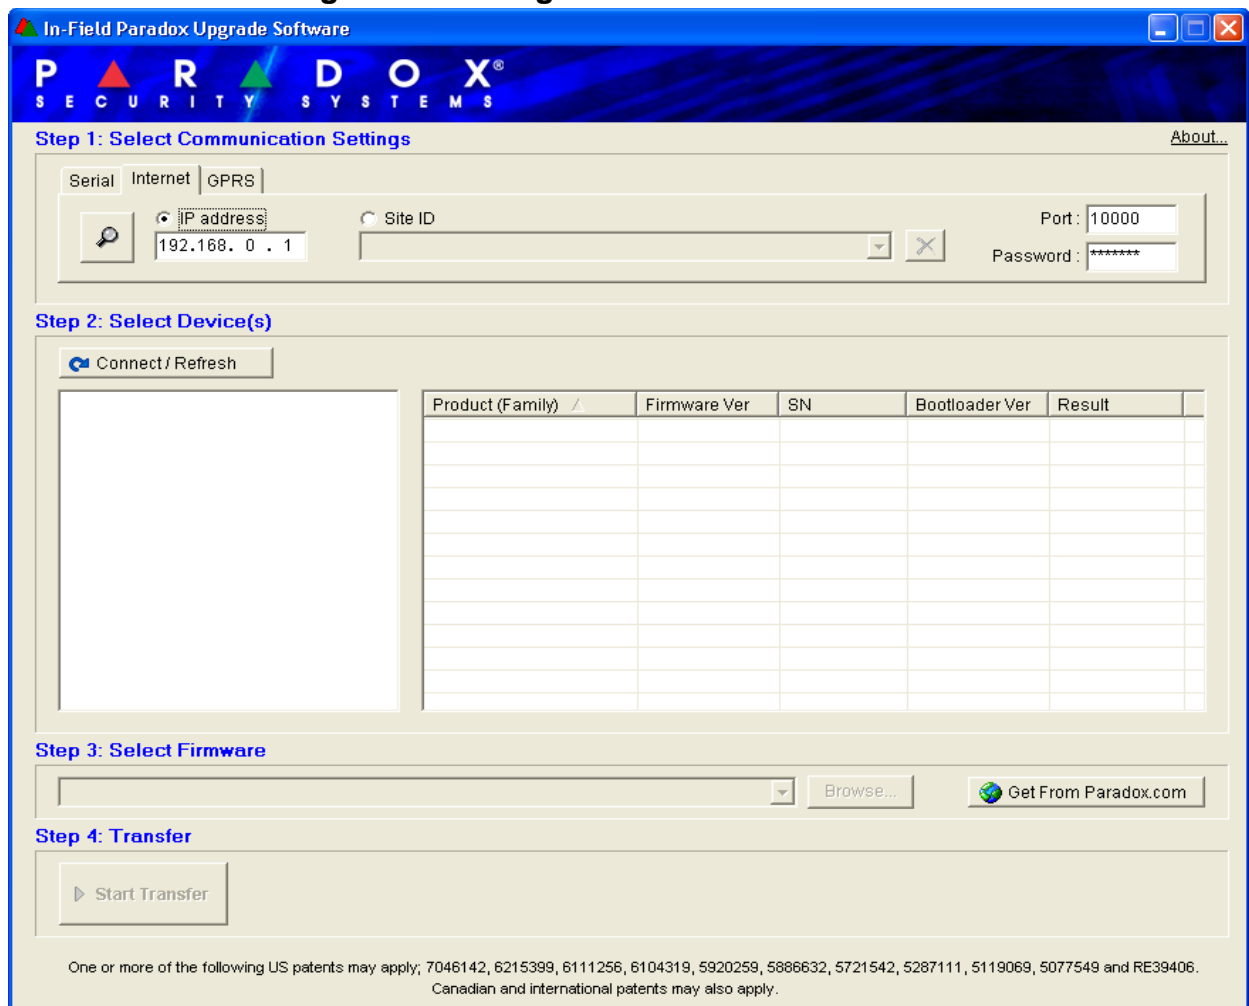 In-Field Paradox Upgrade Software
PARADOX®
SECURITY SYSTEMS
Step 1: Select Communication Settings
About...
Serial Internet GPRS
IP address Site ID Port : 10000
192.168. 0 . 1
Password : *******
Step 2: Select Device(s)
Connect / Refresh
Product (Family) Firmware Ver SN Bootloader Ver Result
Step 3: Select Firmware
Browse... Get From Paradox.com
Step 4: Transfer
Start Transfer
One or more of the following US patents may apply; 7046142, 6215399, 6111256, 6104319, 5920259, 5886632, 5721542, 5287111, 5119069, 5077549 and RE39406.
Canadian and international patents may also apply.